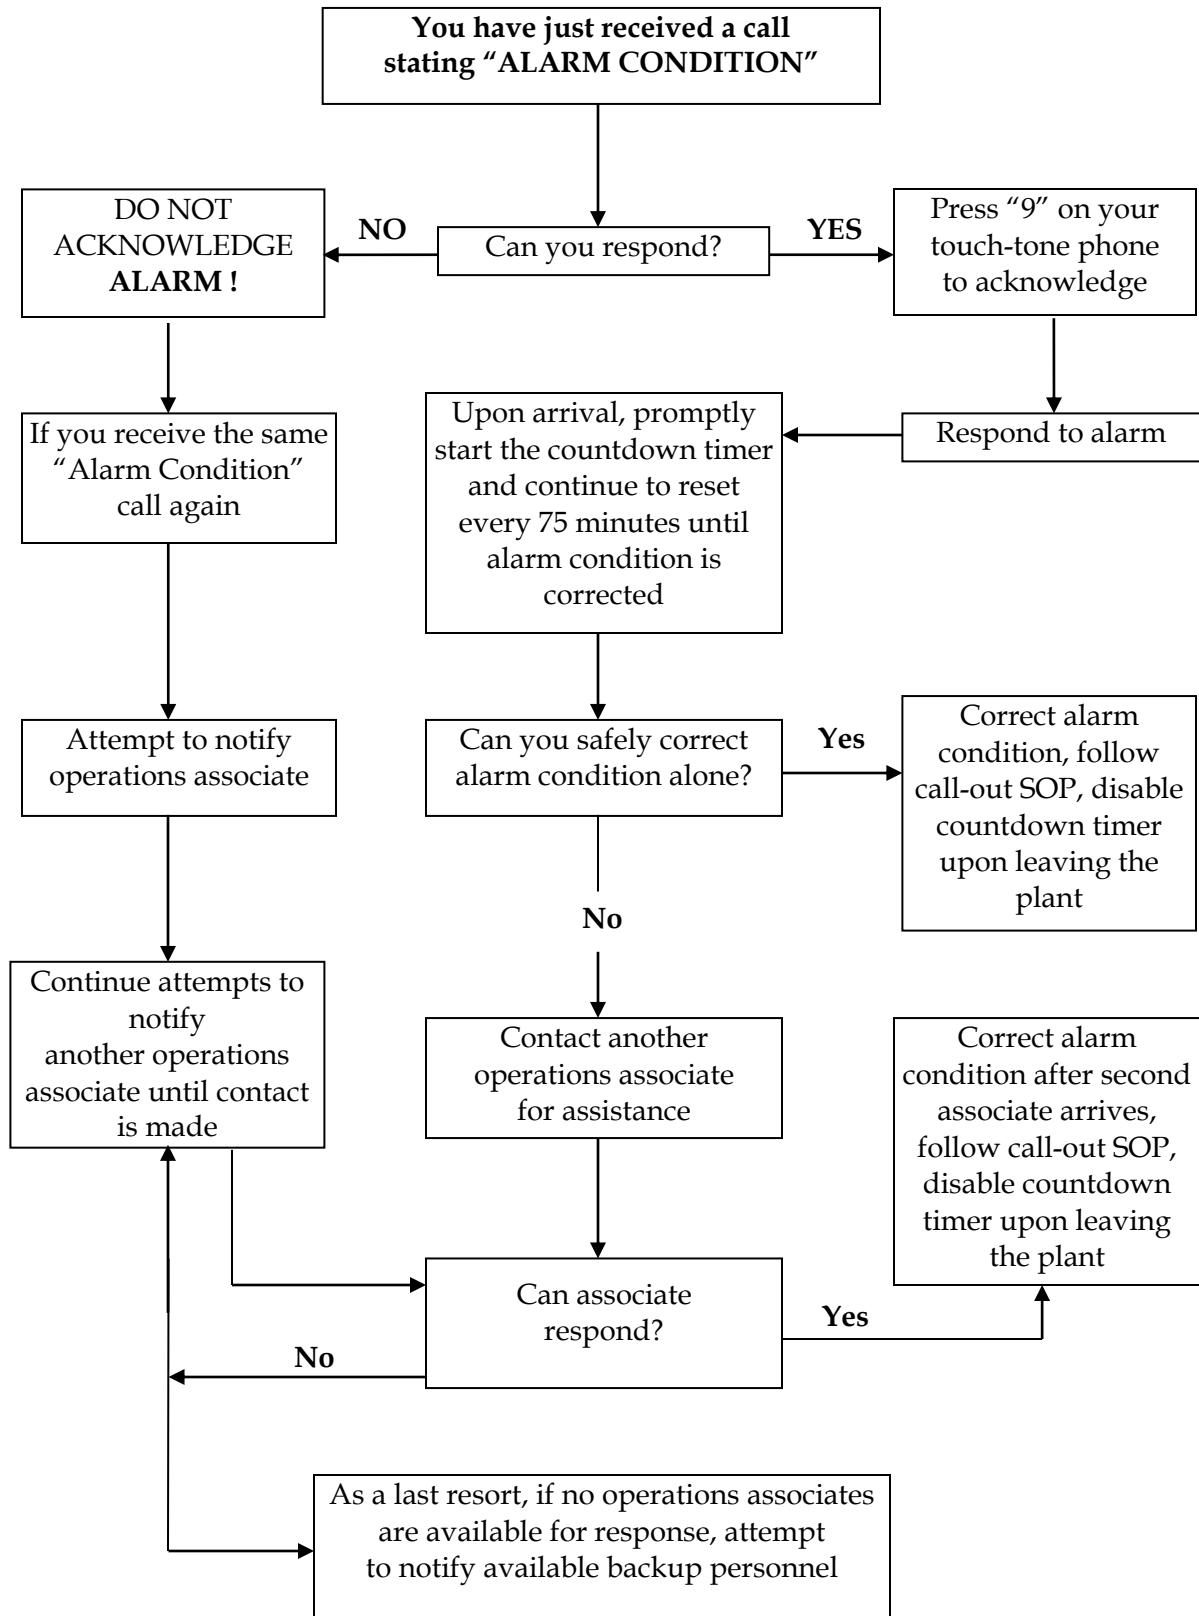 You have just received a call
stating “ALARM CONDITION”
DO NOT
ACKNOWLEDGE
ALARM !
NO
Can you respond?
YES
Press “9” on your
touch-tone phone
to acknowledge
If you receive the same
“Alarm Condition”
call again
Upon arrival, promptly
start the countdown timer
and continue to reset
every 75 minutes until
alarm condition is
corrected
Respond to alarm
Attempt to notify
operations associate
Can you safely correct
alarm condition alone?
Yes
Correct alarm
condition, follow
call-out SOP, disable
countdown timer
upon leaving the
plant
No
Continue attempts to
notify
another operations
associate until contact
is made
Contact another
operations associate
for assistance
Correct alarm
condition after second
associate arrives,
follow call-out SOP,
disable countdown
timer upon leaving
the plant
Can associate
respond?
Yes
No
As a last resort, if no operations associates
are available for response, attempt
to notify available backup personnel